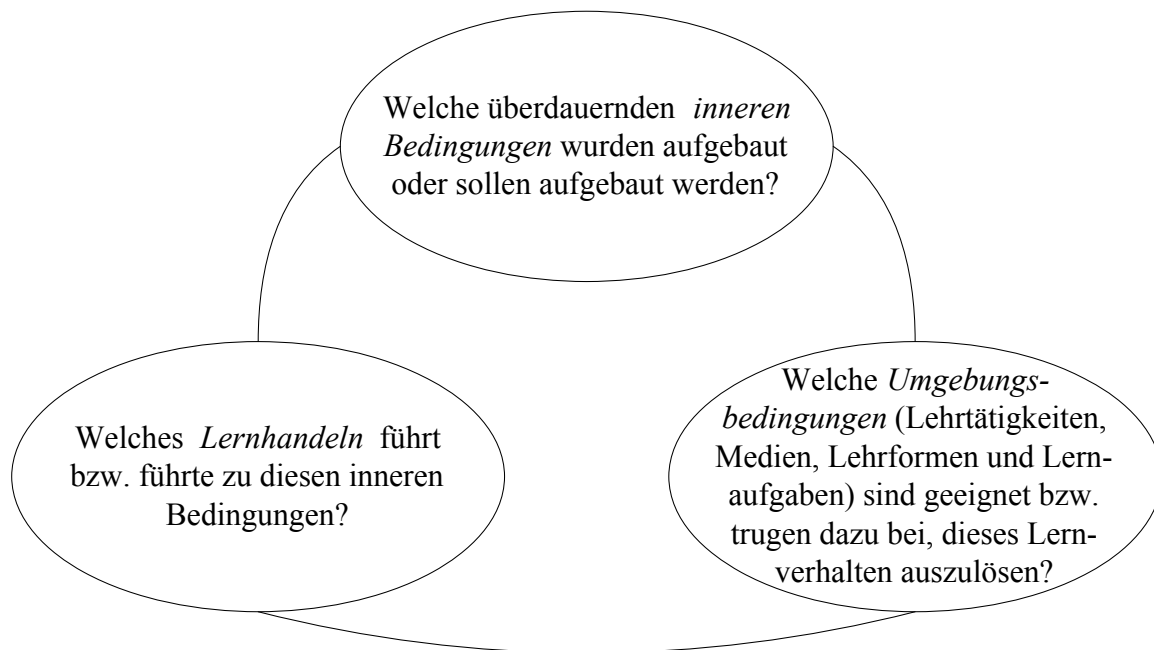 Welche überdauernden inneren
Bedingungen wurden aufgebaut
oder sollen aufgebaut werden?
Welches Lernhandeln führt
bzw. führte zu diesen inneren
Bedingungen?
Welche Umgebungs-
bedingungen (Lehrtätigkeiten,
Medien, Lehrformen und Lern-
aufgaben) sind geeignet bzw.
trugen dazu bei, dieses Lern-
verhalten auszulösen?